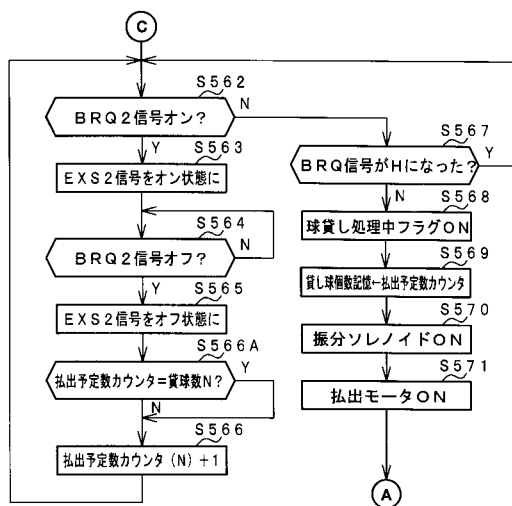 C
S562
BRQ2信号オン?
N
Y
S563
EXS2信号をオン状態に
S564
BRQ2信号オフ?
N
Y
S565
EXS2信号をオフ状態に
S566A
払出予定数カウンタ=貸球数N?
Y
N
S566
払出予定数カウンタ(N)+1
S567
BRQ信号がHになった?
Y
N
S568
球貸し処理中フラグON
S569
貸し球個数記憶←払出予定数カウンタ
S570
振分ソレノイドON
S571
払出モータON
A